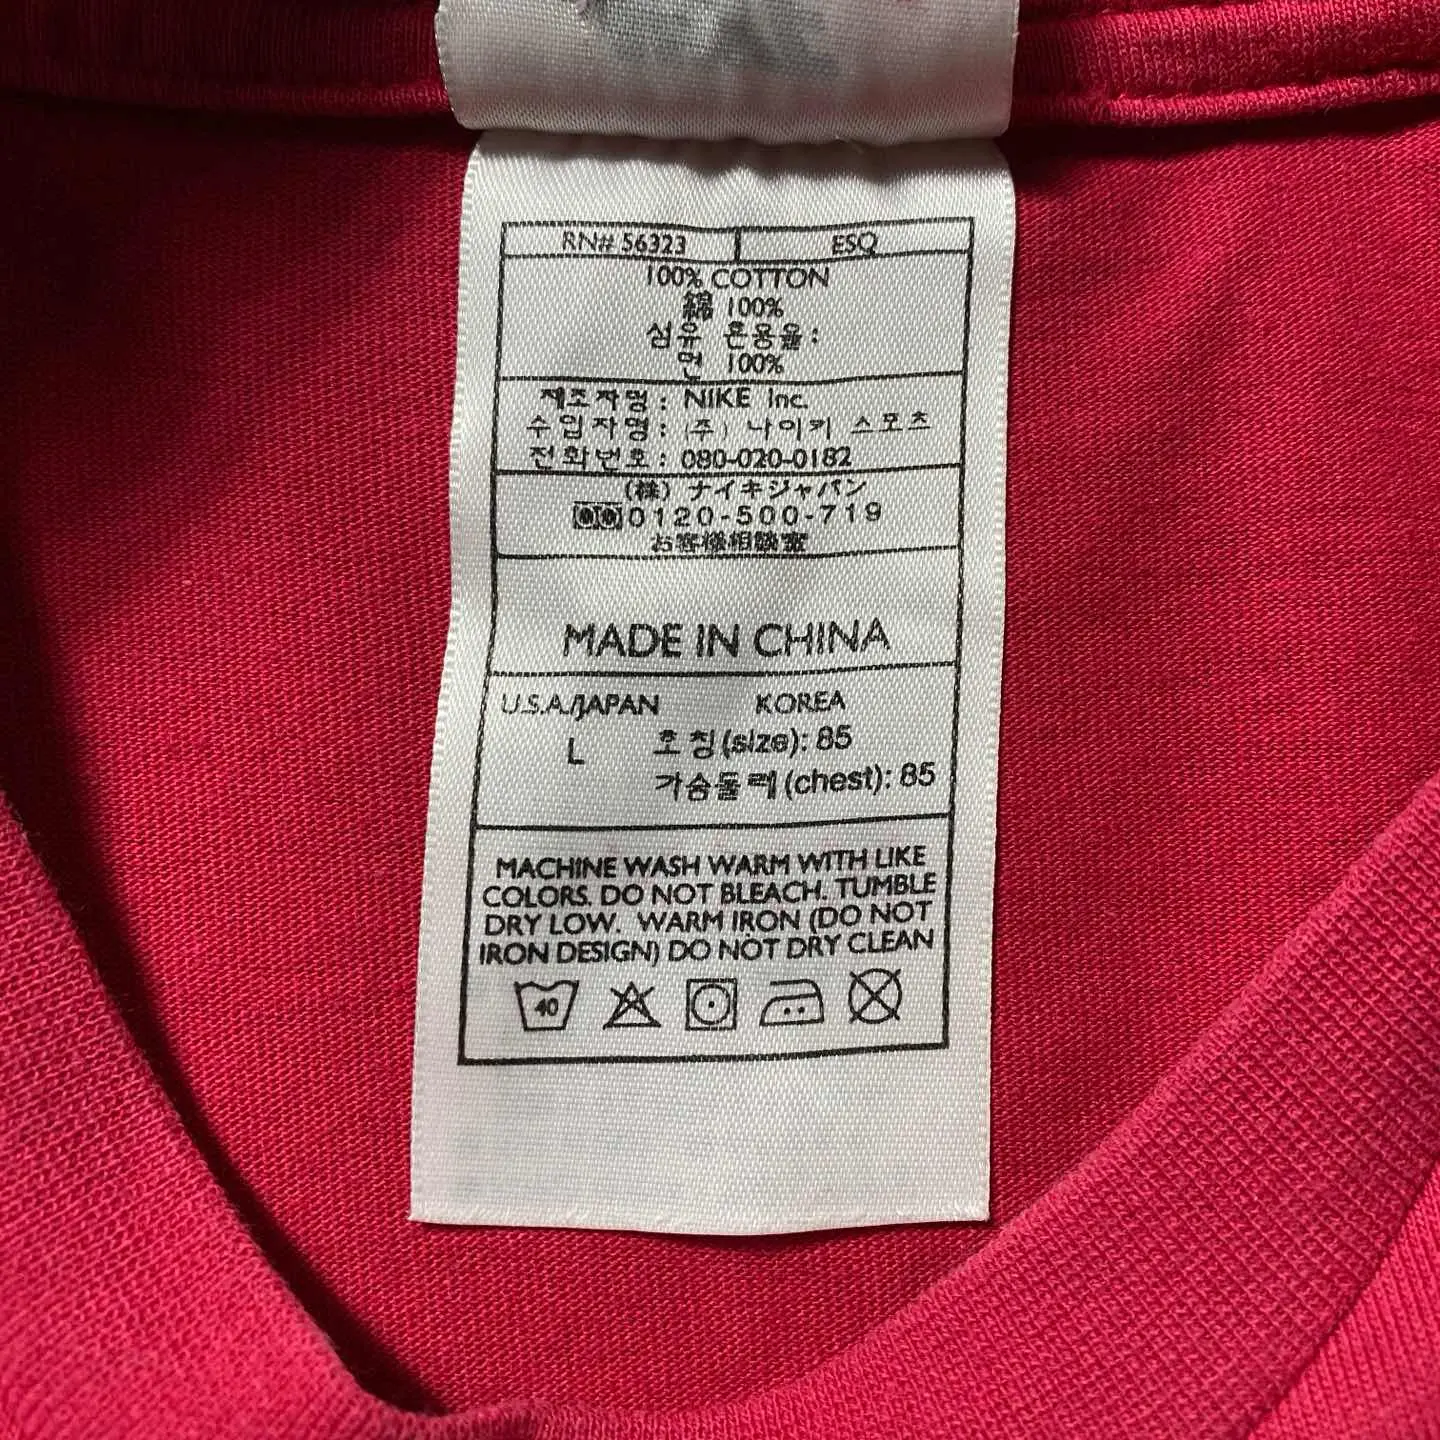 RN# 56323 ESQ
100% COTTON
綿 100%
섬유 혼용율:
면 100%
제조자명: NIKE Inc.
수입자명: (주) 나이키 스포츠
전화번호: 080-020-0182
(株) ナイキジャパン
0120-500-719
お客様相談室
MADE IN CHINA
U.S.A./JAPAN KOREA
L 호칭(size): 85
가슴둘레(chest): 85
MACHINE WASH WARM WITH LIKE
COLORS. DO NOT BLEACH. TUMBLE
DRY LOW. WARM IRON (DO NOT
IRON DESIGN) DO NOT DRY CLEAN
40